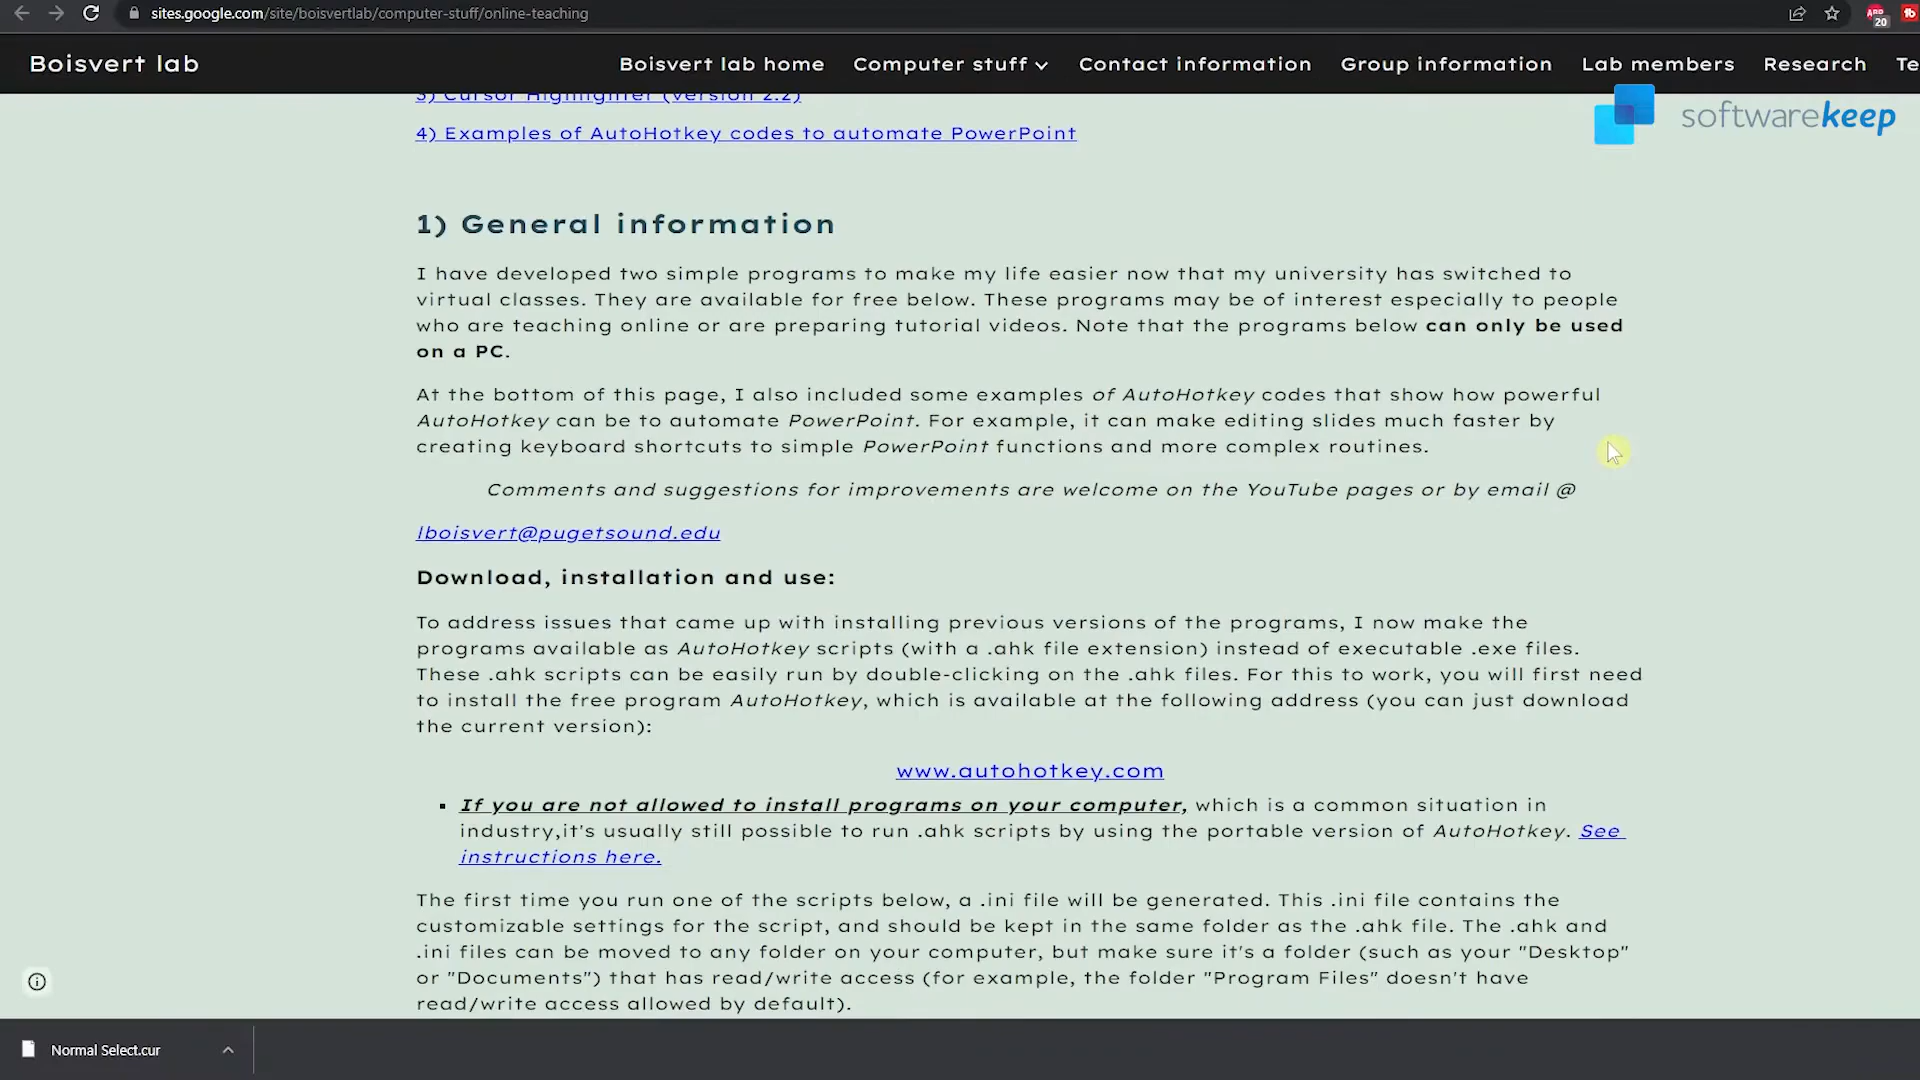 sites.google.com/site/boisvertlab/computer-stuff/online-teaching
20
Boisvert lab
Boisvert lab home
Computer stuff
Contact information
Group information
Lab members
Research
Te
softwarekeep
3) Cursor Highlighter (version 2.2)
4) Examples of AutoHotkey codes to automate PowerPoint
1) General information
I have developed two simple programs to make my life easier now that my university has switched to
virtual classes. They are available for free below. These programs may be of interest especially to people
who are teaching online or are preparing tutorial videos. Note that the programs below can only be used
on a PC.
At the bottom of this page, I also included some examples of AutoHotkey codes that show how powerful
AutoHotkey can be to automate PowerPoint. For example, it can make editing slides much faster by
creating keyboard shortcuts to simple PowerPoint functions and more complex routines.
Comments and suggestions for improvements are welcome on the YouTube pages or by email @
lboisvert@pugetsound.edu
Download, installation and use:
To address issues that came up with installing previous versions of the programs, I now make the
programs available as AutoHotkey scripts (with a .ahk file extension) instead of executable .exe files.
These .ahk scripts can be easily run by double-clicking on the .ahk files. For this to work, you will first need
to install the free program AutoHotkey, which is available at the following address (you can just download
the current version):
www.autohotkey.com
▪ If you are not allowed to install programs on your computer, which is a common situation in
industry,it's usually still possible to run .ahk scripts by using the portable version of AutoHotkey. See
instructions here.
The first time you run one of the scripts below, a .ini file will be generated. This .ini file contains the
customizable settings for the script, and should be kept in the same folder as the .ahk file. The .ahk and
.ini files can be moved to any folder on your computer, but make sure it's a folder (such as your "Desktop"
or "Documents") that has read/write access (for example, the folder "Program Files" doesn't have
read/write access allowed by default).
Normal Select.cur